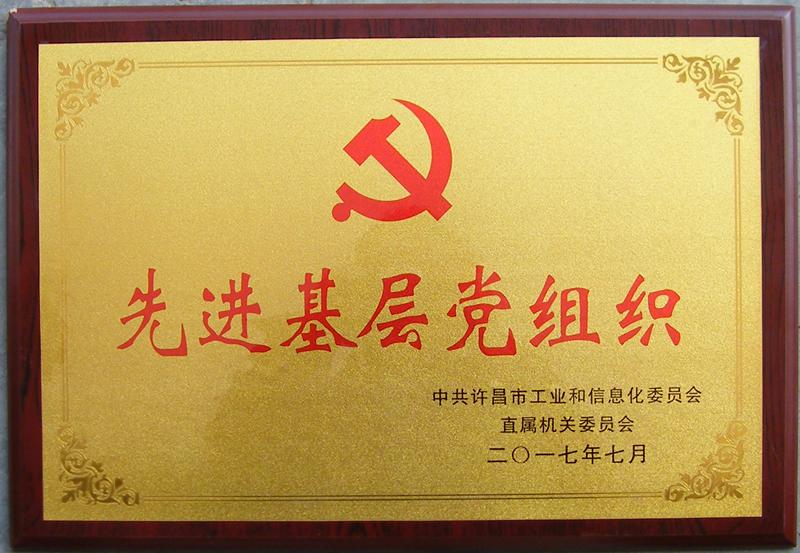 先进基层党组织
中共许昌市工业和信息化委员会
直属机关委员会
二〇一七年七月